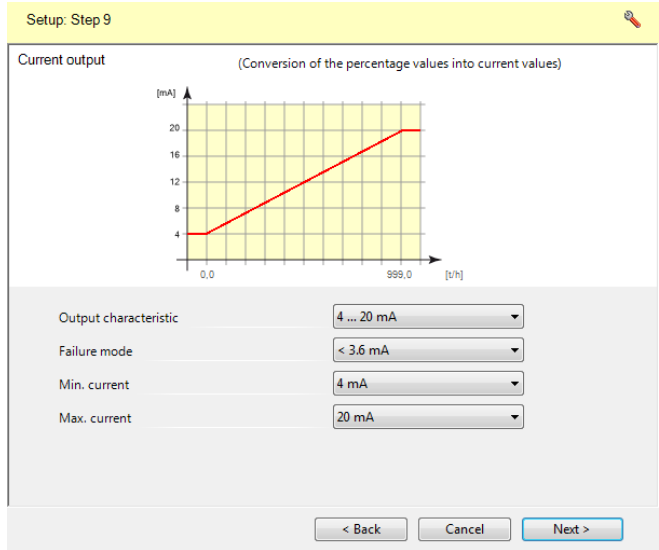 Setup: Step 9
Current output
(Conversion of the percentage values into current values)
[mA]
20
16
12
8
4
0,0
999,0
[t/h]
Output characteristic
4 ... 20 mA
Failure mode
< 3.6 mA
Min. current
4 mA
Max. current
20 mA
< Back
Cancel
Next >